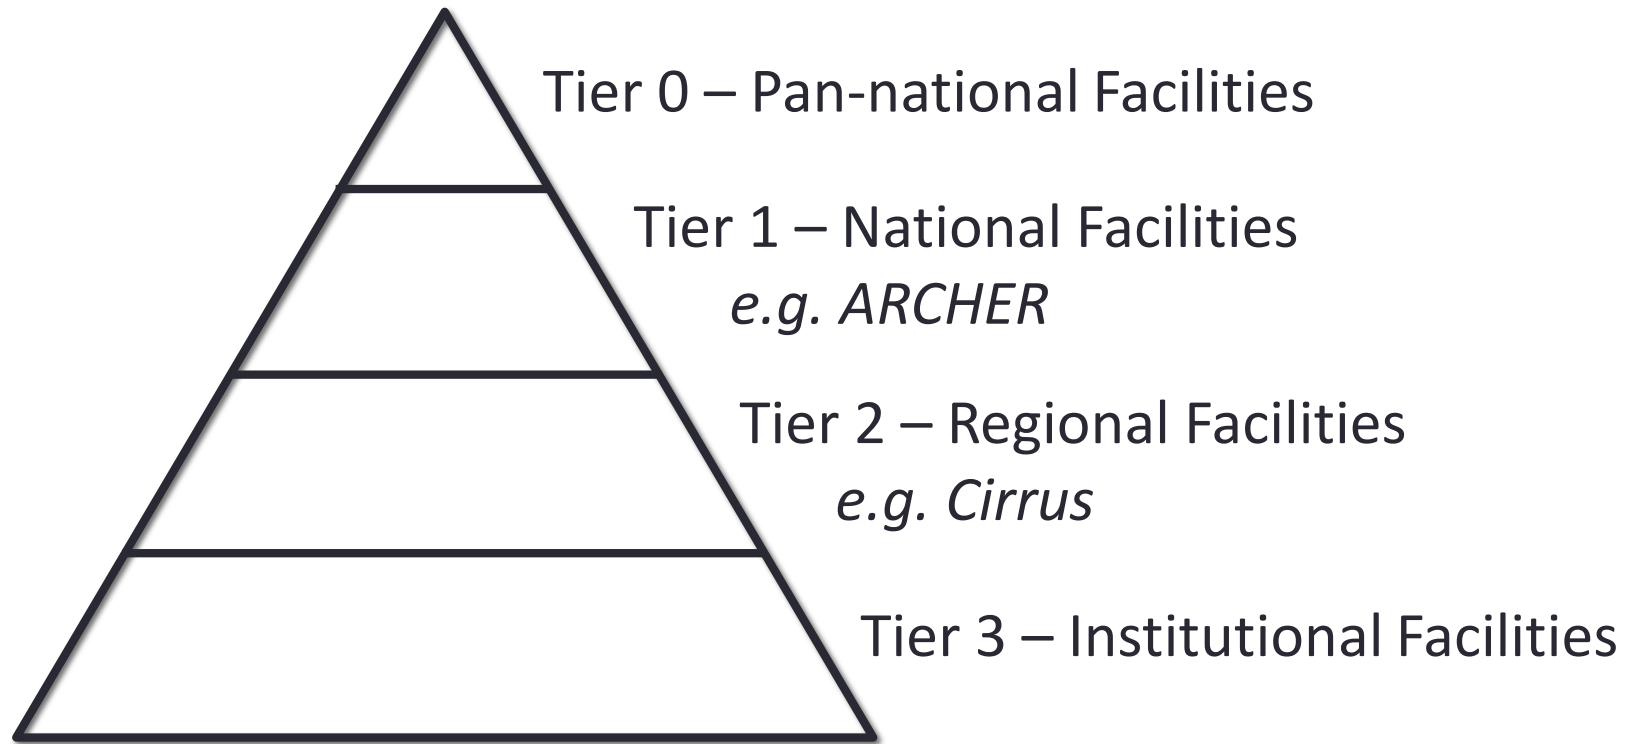 Tier 0 – Pan-national Facilities
Tier 1 – National Facilities
e.g. ARCHER
Tier 2 – Regional Facilities
e.g. Cirrus
Tier 3 – Institutional Facilities